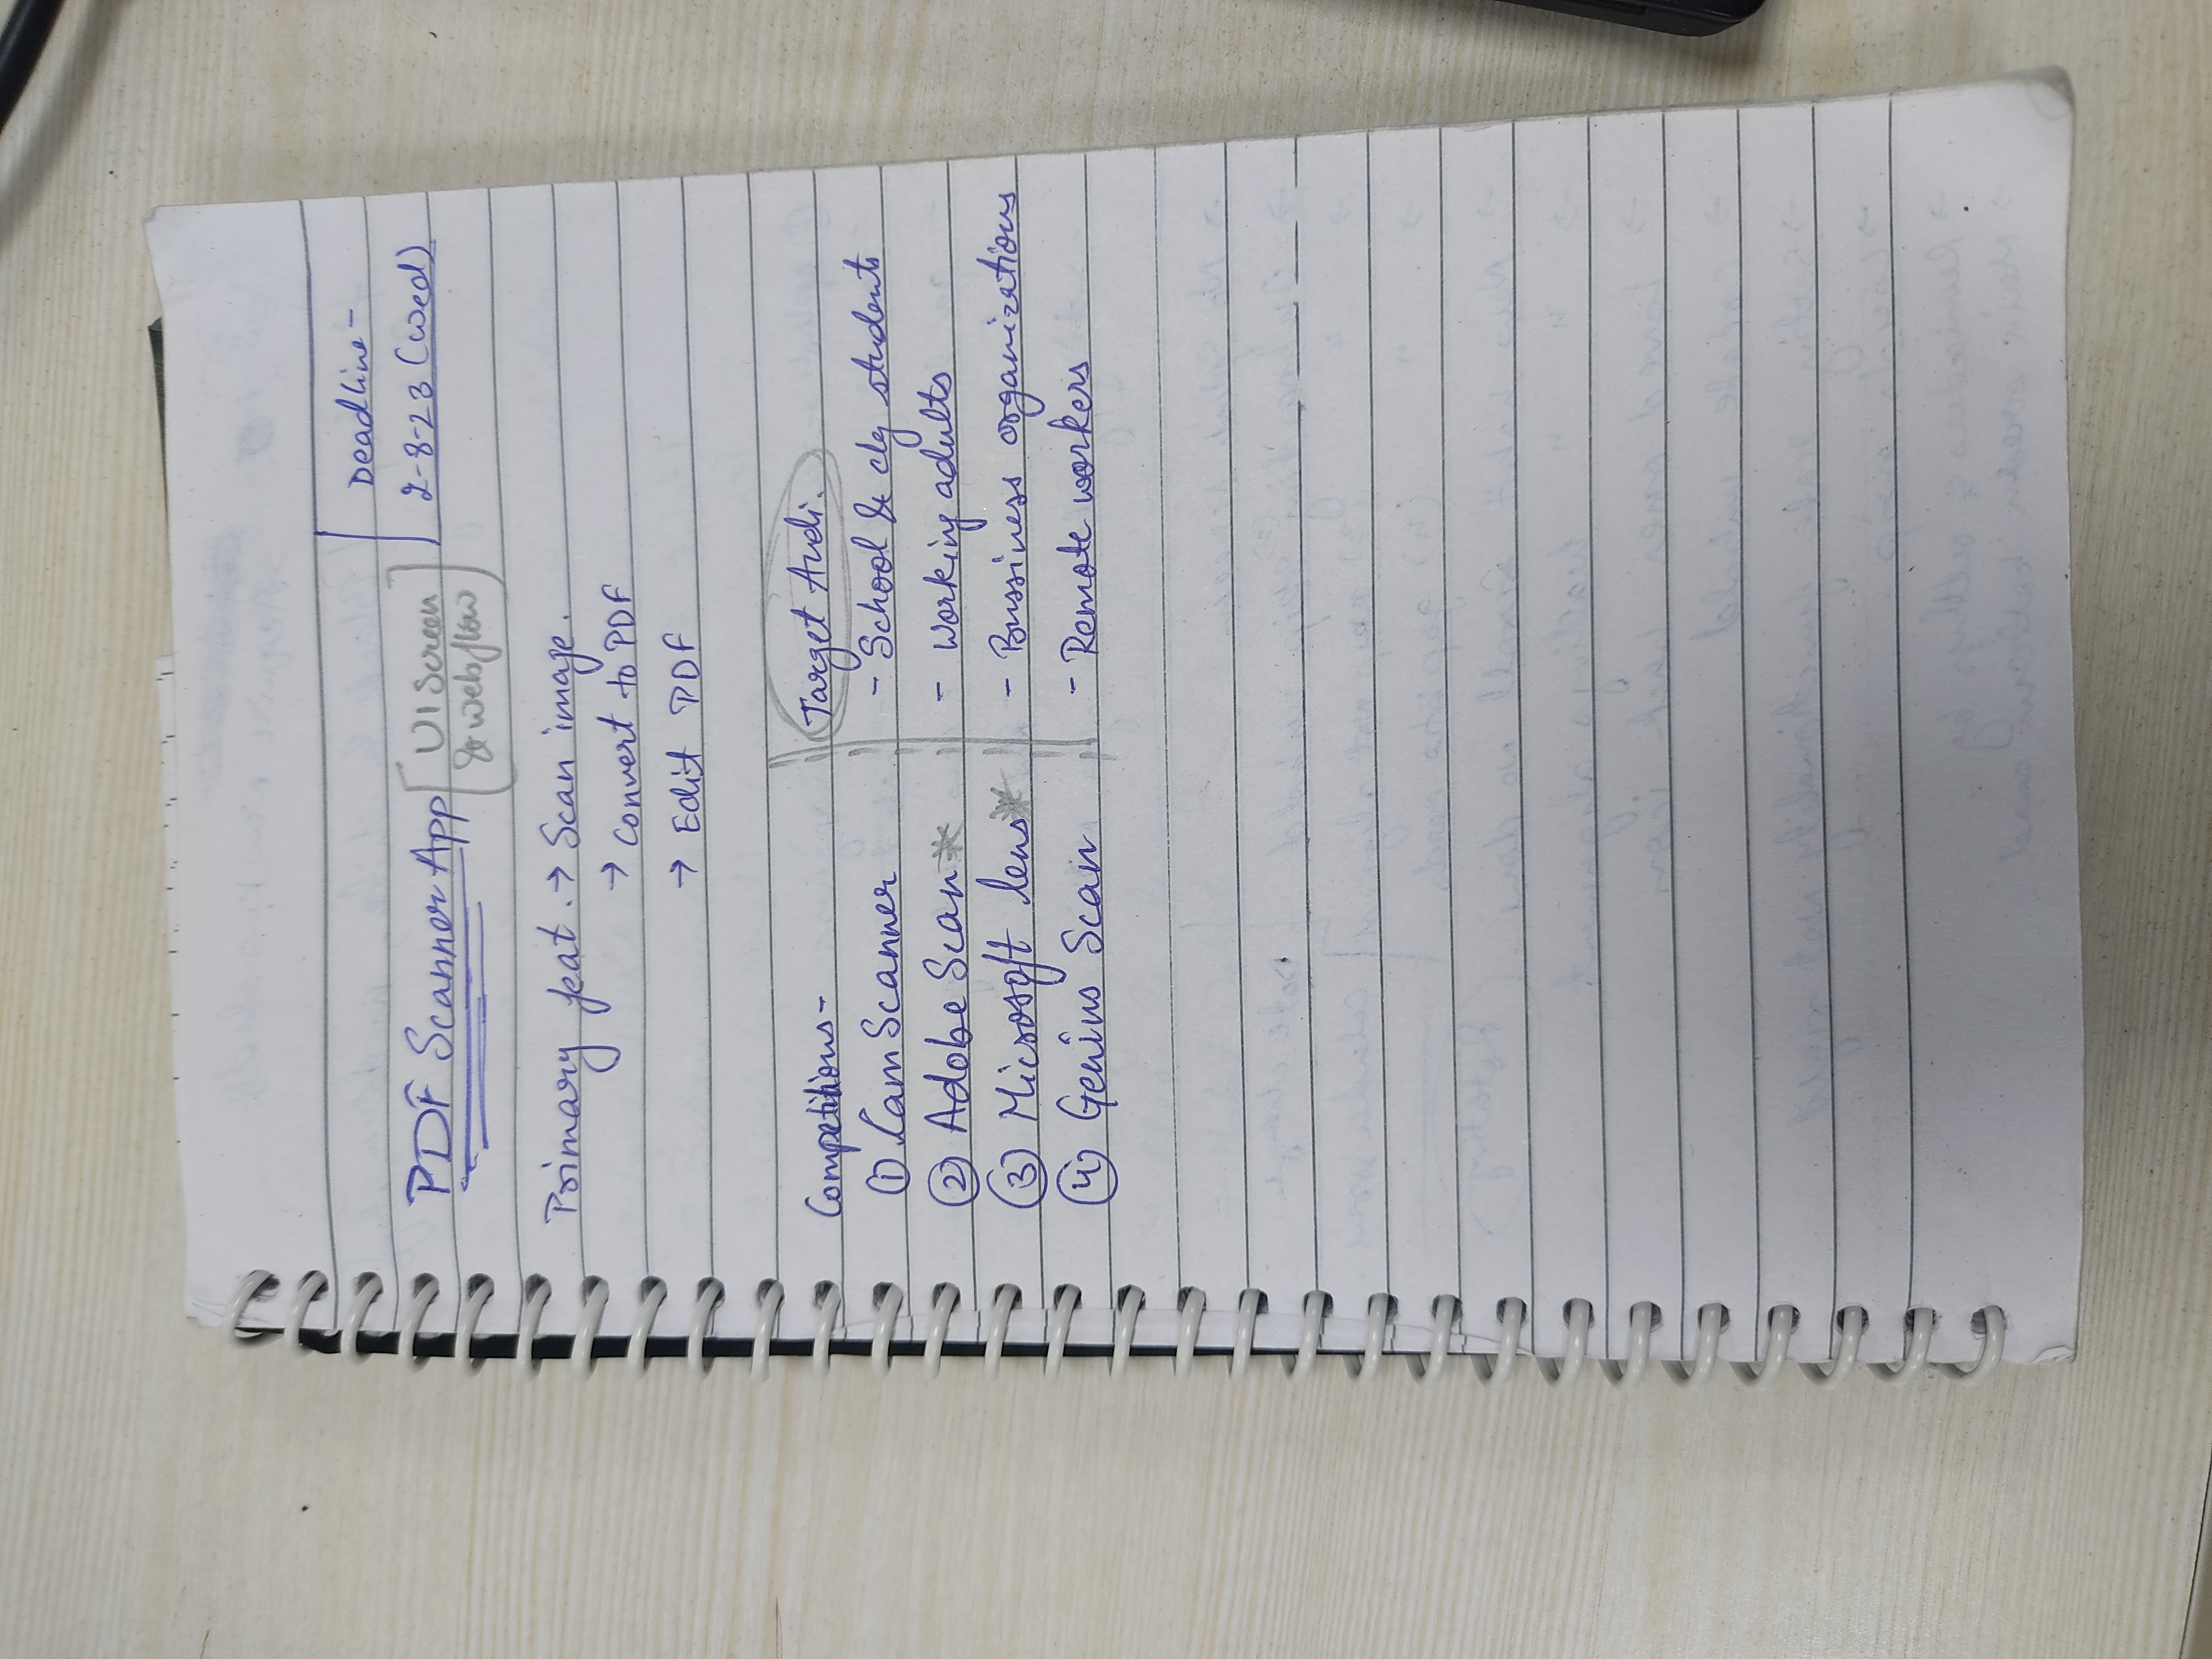 Deadline -
2-8-23 (Wed)
PDF Scanner App [UI Screen
& webflow]
Primary feat. → Scan image.
→ Convert to PDF
→ Edit PDF
Competitions-
① CamScanner
② Adobe Scan *
③ Microsoft lens *
④ Genius Scan
Target Audi.
- School & clg students
- Working adults
- Bussiness organizations
- Remote workers